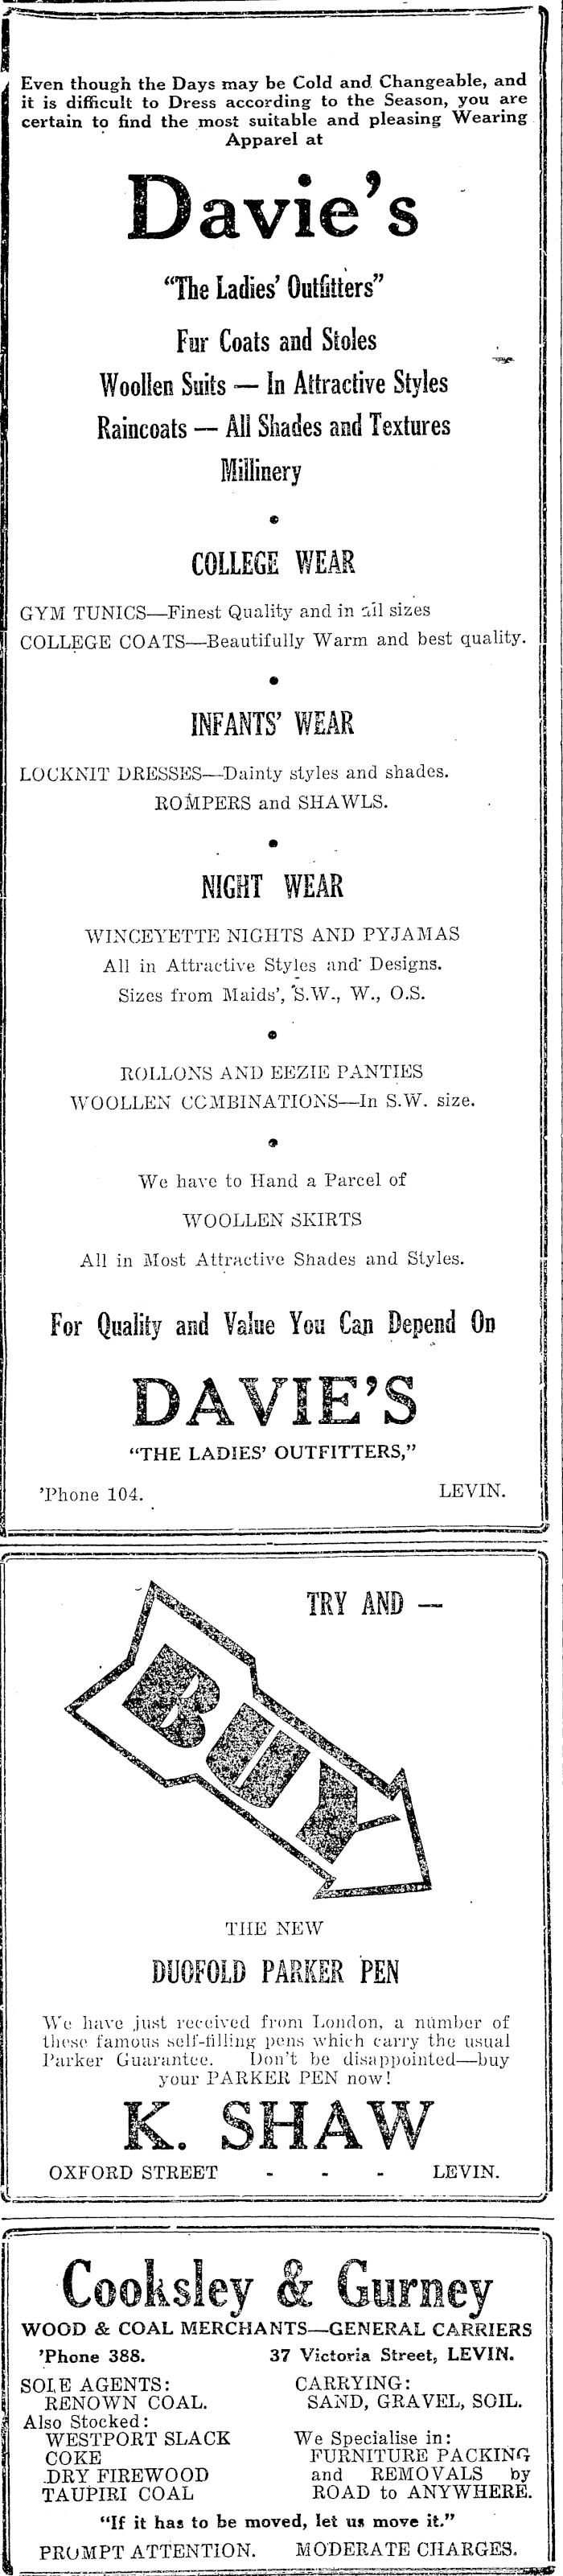 Even though the Days may be Cold and Changeable, and
it is difficult to Dress according to the Season, you are
certain to find the most suitable and pleasing Wearing
Apparel at
Davie's
"The Ladies' Outfitters"
Fur Coats and Stoles
Woollen Suits — In Attractive Styles
Raincoats — All Shades and Textures
Millinery
COLLEGE WEAR
GYM TUNICS—Finest Quality and in all sizes
COLLEGE COATS—Beautifully Warm and best quality.
INFANTS' WEAR
LOCKNIT DRESSES—Dainty styles and shades.
ROMPERS and SHAWLS.
NIGHT WEAR
WINCEYETTE NIGHTS AND PYJAMAS
All in Attractive Styles and Designs.
Sizes from Maids', S.W., W., O.S.
ROLLONS AND EEZIE PANTIES
WOOLLEN COMBINATIONS—In S.W. size.
We have to Hand a Parcel of
WOOLLEN SKIRTS
All in Most Attractive Shades and Styles.
For Quality and Value You Can Depend On
DAVIE'S
"THE LADIES' OUTFITTERS,"
'Phone 104. LEVIN.
TRY AND —
BUY
THE NEW
DUOFOLD PARKER PEN
We have just received from London, a number of
these famous self-filling pens which carry the usual
Parker Guarantee. Don't be disappointed—buy
your PARKER PEN now!
K. SHAW
OXFORD STREET - - - LEVIN.
Cooksley & Gurney
WOOD & COAL MERCHANTS—GENERAL CARRIERS
'Phone 388. 37 Victoria Street, LEVIN.
SOLE AGENTS:
RENOWN COAL.
Also Stocked:
WESTPORT SLACK
COKE
DRY FIREWOOD
TAUPIRI COAL
CARRYING:
SAND, GRAVEL, SOIL.
We Specialise in:
FURNITURE PACKING
and REMOVALS by
ROAD to ANYWHERE.
"If it has to be moved, let us move it."
PROMPT ATTENTION. MODERATE CHARGES.